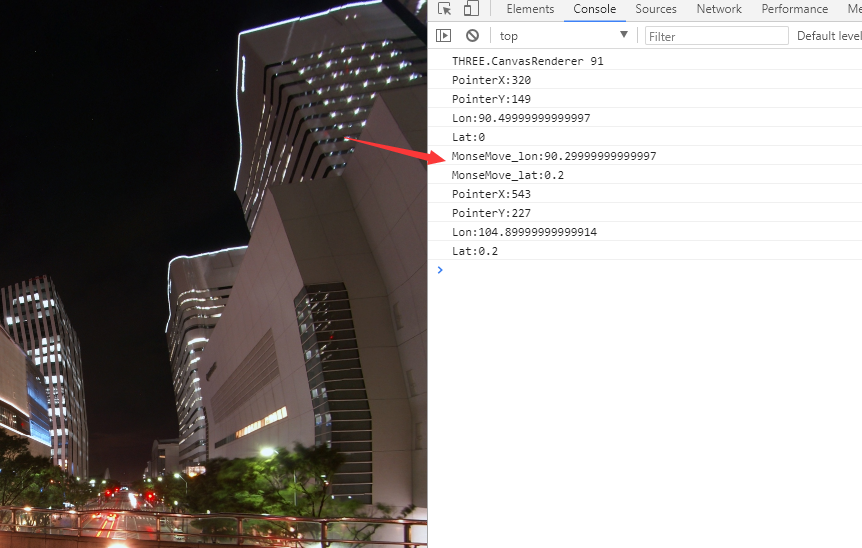 Elements Console Sources Network Performance Me
top Filter Default level
THREE.CanvasRenderer 91
PointerX:320
PointerY:149
Lon:90.49999999999997
Lat:0
MonseMove_lon:90.29999999999997
MonseMove_lat:0.2
PointerX:543
PointerY:227
Lon:104.89999999999914
Lat:0.2